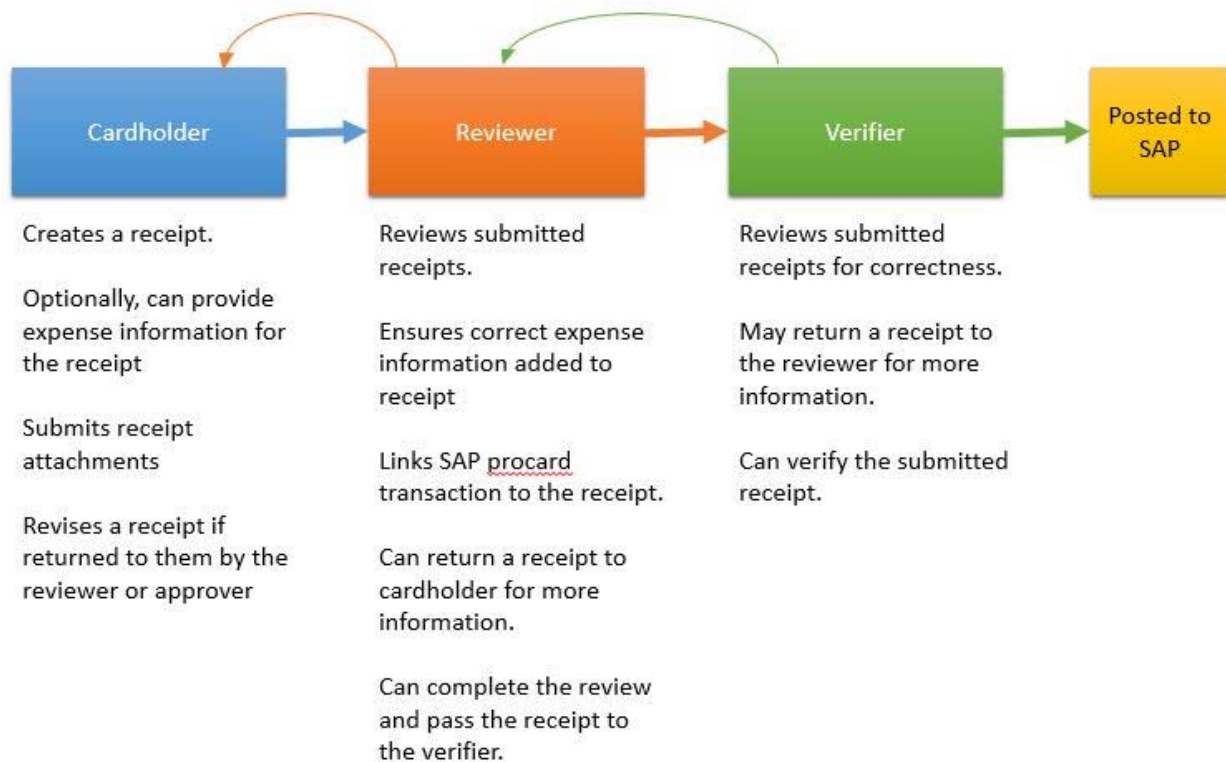 Cardholder
Reviewer
Verifier
Posted to
SAP
Creates a receipt.
Optionally, can provide
expense information for
the receipt
Submits receipt
attachments
Revises a receipt if
returned to them by the
reviewer or approver
Reviews submitted
receipts.
Ensures correct expense
information added to
receipt
Links SAP procard
transaction to the receipt.
Can return a receipt to
cardholder for more
information.
Can complete the review
and pass the receipt to
the verifier.
Reviews submitted
receipts for correctness.
May return a receipt to
the reviewer for more
information.
Can verify the submitted
receipt.